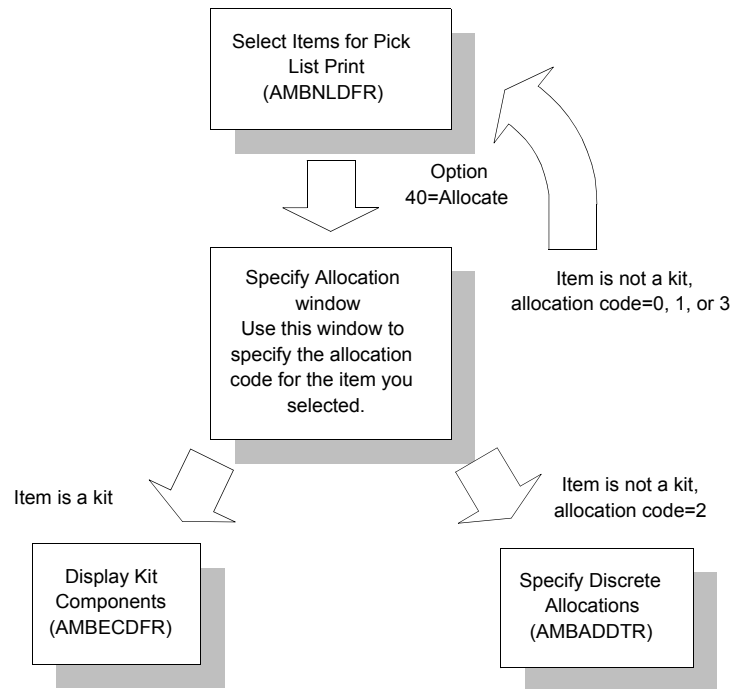 Select Items for Pick
List Print
(AMBNLDFR)
Option
40=Allocate
Specify Allocation
window
Use this window to
specify the allocation
code for the item you
selected.
Item is not a kit,
allocation code=0, 1, or 3
Item is a kit
Item is not a kit,
allocation code=2
Display Kit
Components
(AMBECDFR)
Specify Discrete
Allocations
(AMBADDTR)